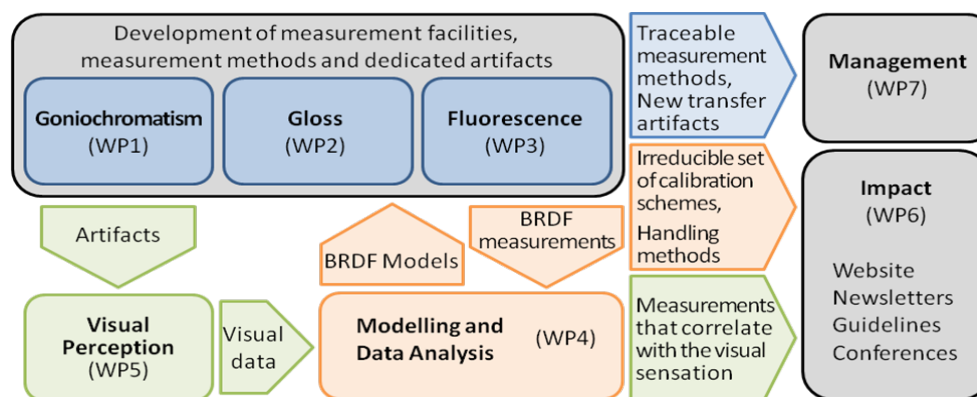 Development of measurement facilities,
measurement methods and dedicated artifacts
Goniochromatism
(WP1)
Gloss
(WP2)
Fluorescence
(WP3)
Traceable
measurement
methods,
New transfer
artifacts
Management
(WP7)
Irreducible set
of calibration
schemes,
Handling
methods
Impact
(WP6)
Website
Newsletters
Guidelines
Conferences
Artifacts
BRDF Models
BRDF
measurements
Visual
Perception
(WP5)
Visual
data
Modelling and
Data Analysis
(WP4)
Measurements
that correlate
with the visual
sensation